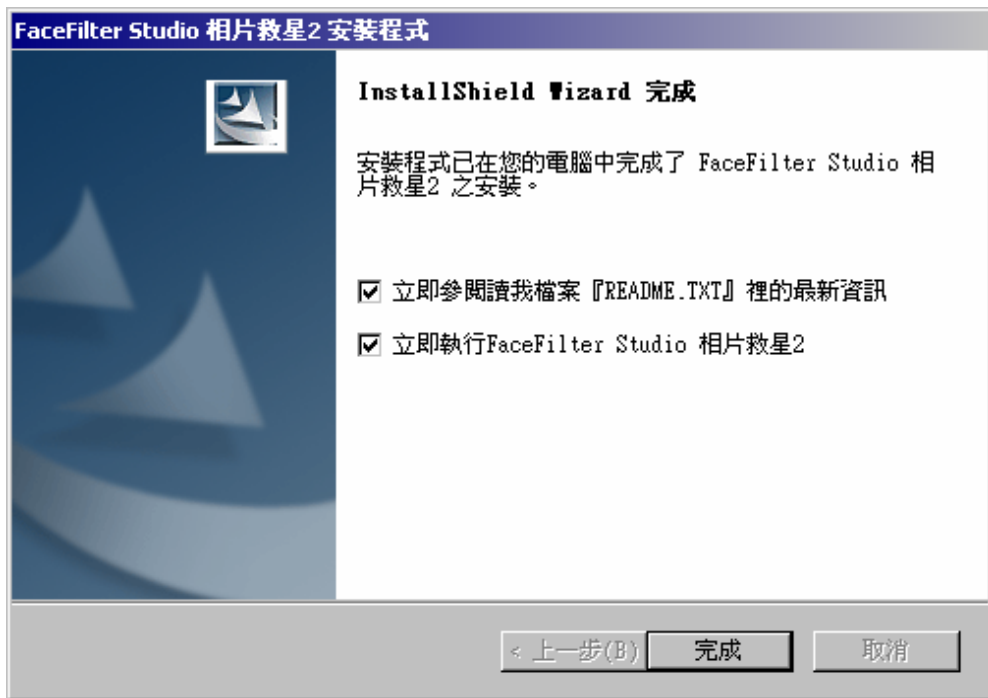 FaceFilter Studio 相片救星2 安裝程式
InstallShield Wizard 完成
安裝程式已在您的電腦中完成了 FaceFilter Studio 相
片救星2 之安裝。
立即參閱讀我檔案『README.TXT』裡的最新資訊
立即執行FaceFilter Studio 相片救星2
< 上一步(B)
完成
取消